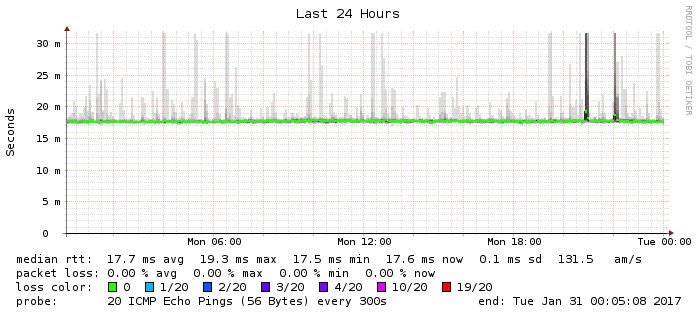 Last 24 Hours
RRDTOOL / TOBI OETIKER
Seconds
30 m
25 m
20 m
15 m
10 m
5 m
0
Mon 06:00 Mon 12:00 Mon 18:00 Tue 00:00
median rtt: 17.7 ms avg 19.3 ms max 17.5 ms min 17.6 ms now 0.1 ms sd 131.5 am/s
packet loss: 0.00 % avg 0.00 % max 0.00 % min 0.00 % now
loss color: 0 1/20 2/20 3/20 4/20 10/20 19/20
probe: 20 ICMP Echo Pings (56 Bytes) every 300s end: Tue Jan 31 00:05:08 2017